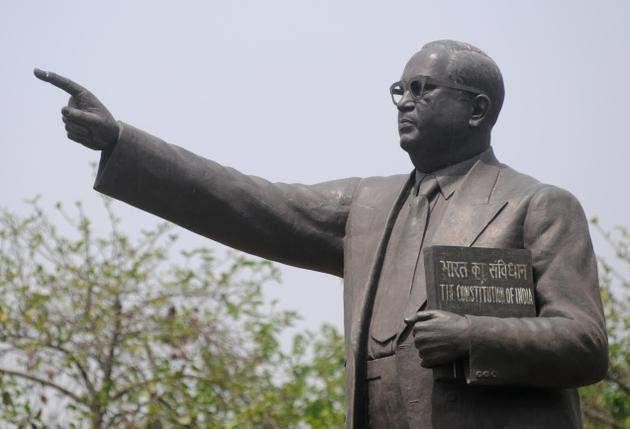 भारत का संविधान
THE CONSTITUTION OF INDIA